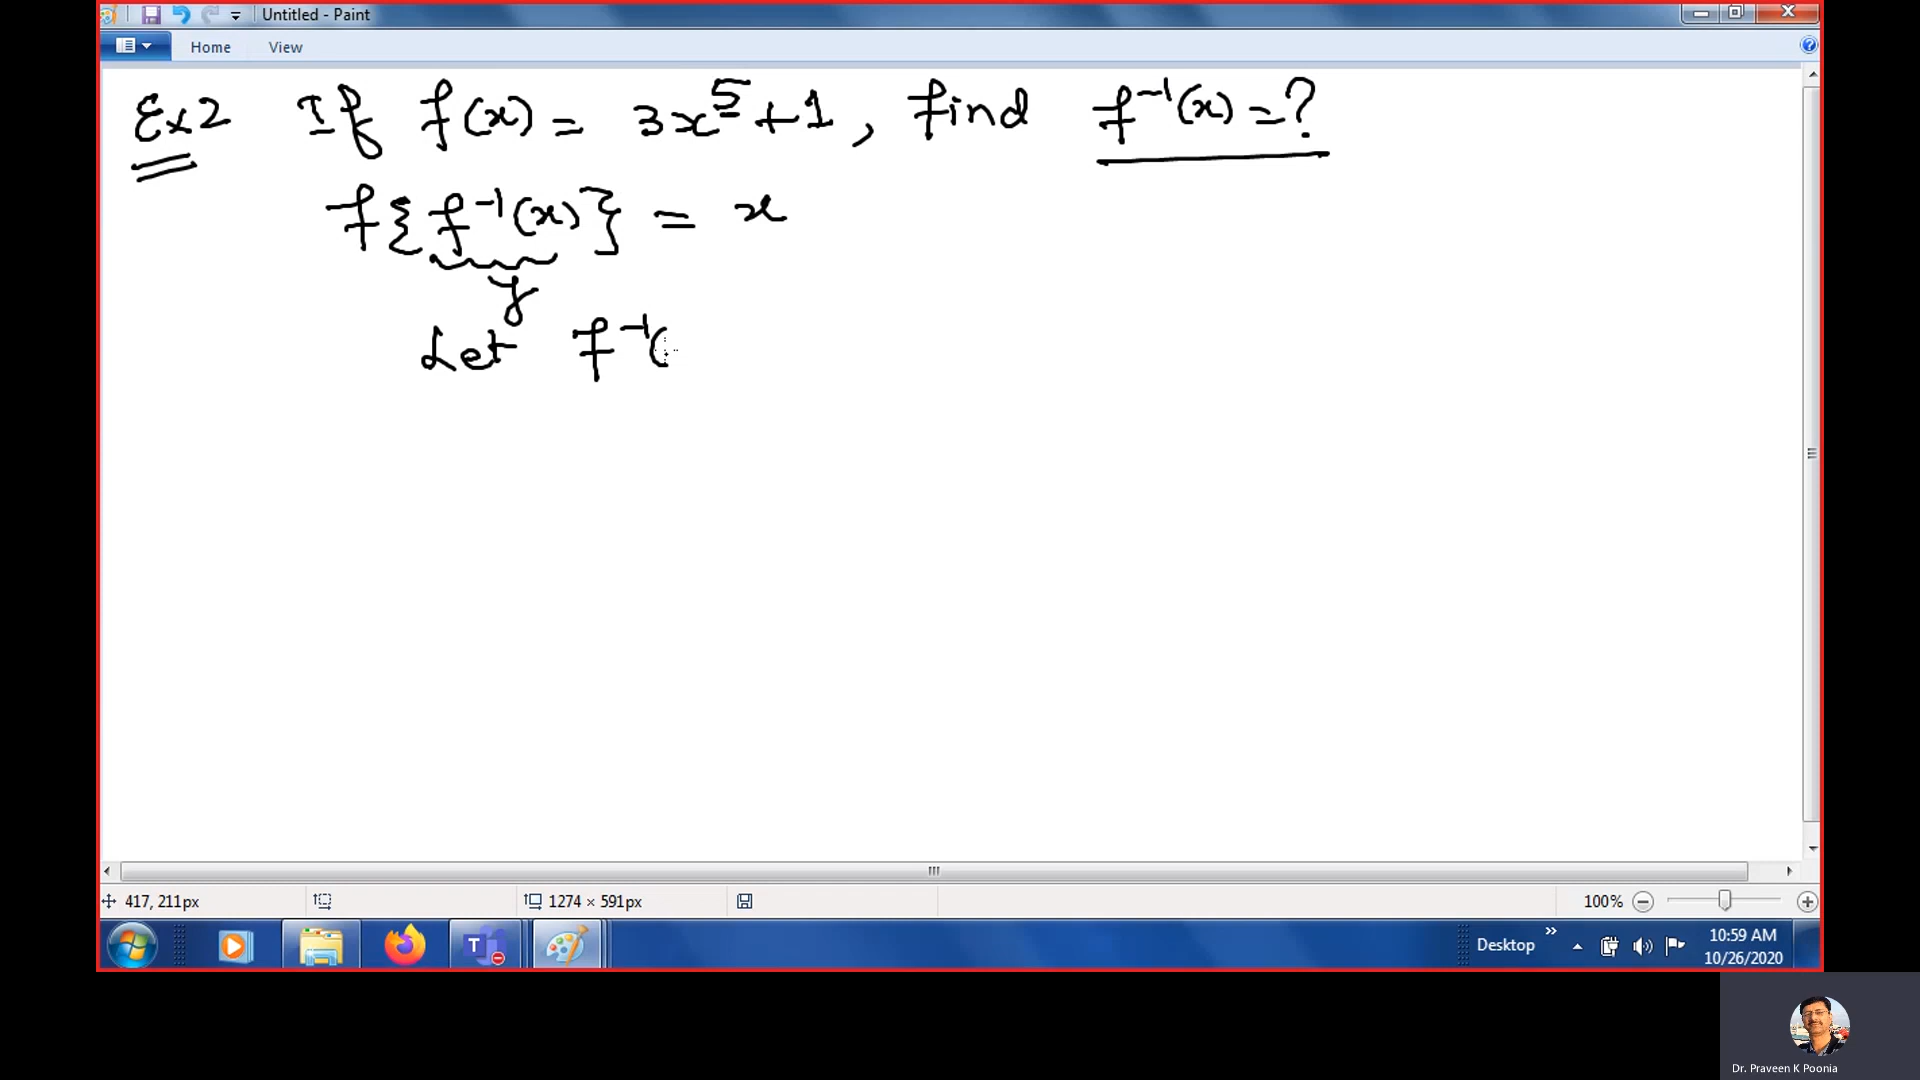 Untitled - Paint
Home View
Ex2 If f(x) = 3x⁵+1, find f⁻¹(x)=?
f{f⁻¹(x)} = x
y
Let f⁻¹(
417, 211px 1274 × 591px 100%
T Desktop 10:59 AM
10/26/2020
Dr. Praveen K Poonia